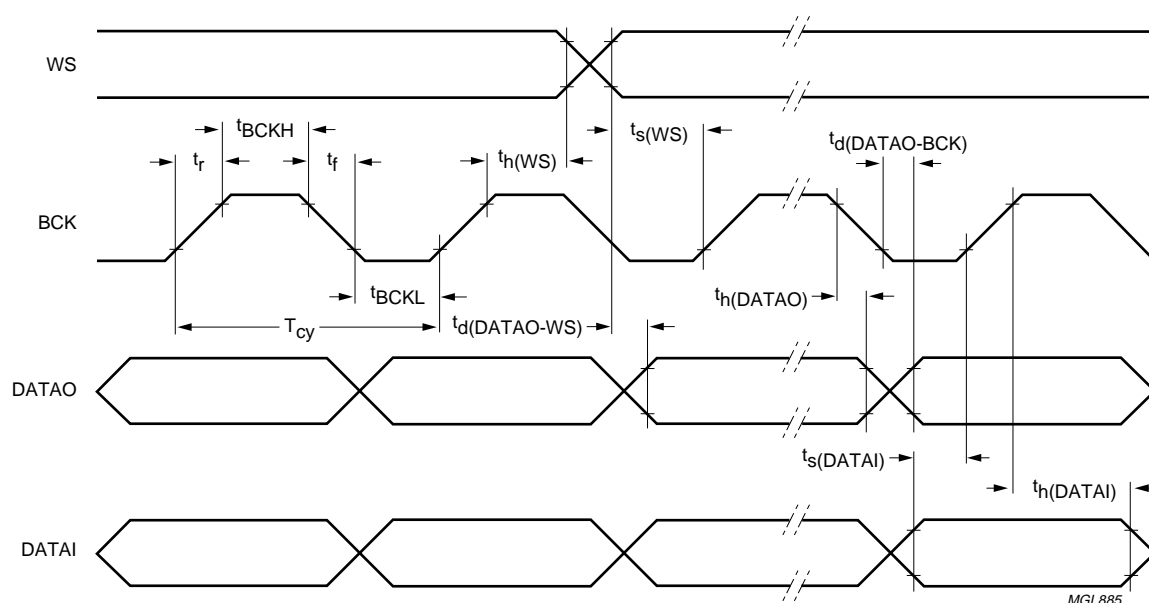 WS
tBCKH
tr
tf
th(WS)
ts(WS)
td(DATAO-BCK)
BCK
tBCKL
th(DATAO)
Tcy
td(DATAO-WS)
DATAO
ts(DATAI)
th(DATAI)
DATAI
MGL885